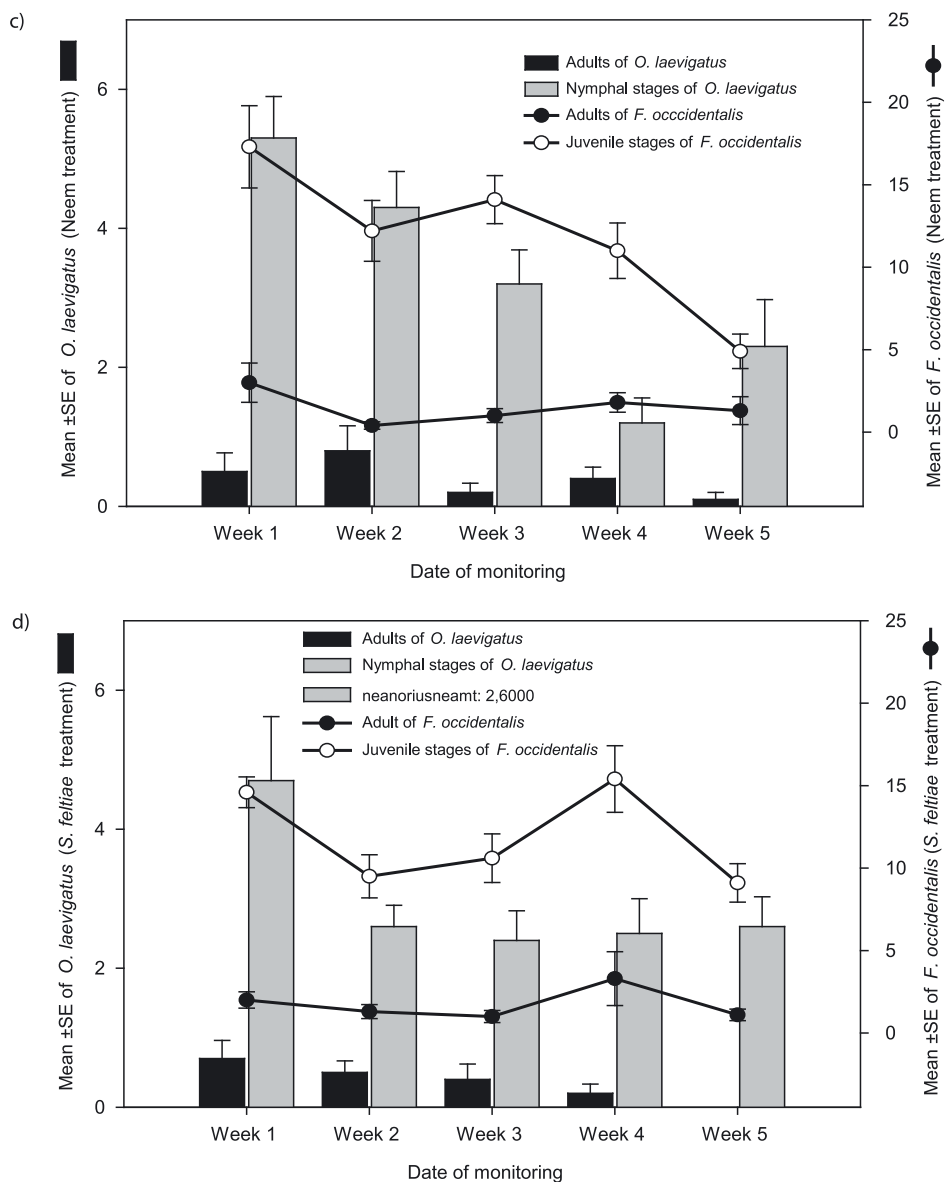 c)
Mean ±SE of O. laevigatus (Neem treatment)
6
4
2
0
Adults of O. laevigatus
Nymphal stages of O. laevigatus
Adults of F. occcidentalis
Juvenile stages of F. occidentalis
25
20
15
10
5
0
Mean ±SE of F. occidentalis (Neem treatment)
Week 1 Week 2 Week 3 Week 4 Week 5
Date of monitoring
d)
Mean ±SE of O. laevigatus (S. feltiae treatment)
6
4
2
0
Adults of O. laevigatus
Nymphal stages of O. laevigatus
neanoriusneamt: 2,6000
Adult of F. occidentalis
Juvenile stages of F. occidentalis
25
20
15
10
5
0
Mean ±SE of F. occidentalis (S. feltiae treatment)
Week 1 Week 2 Week 3 Week 4 Week 5
Date of monitoring